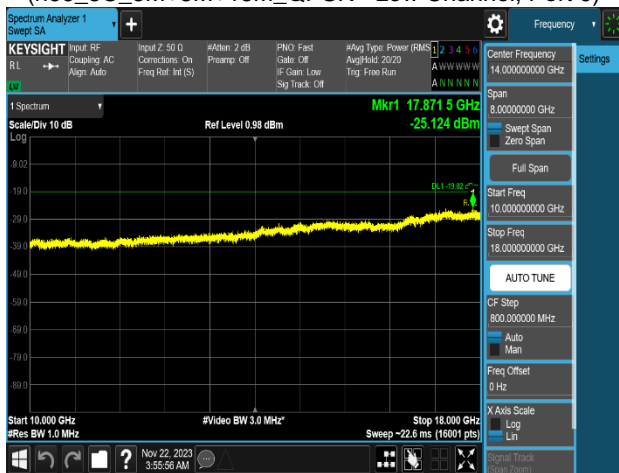 Spectrum Analyzer 1
Swept SA
+
Frequency
KEYSIGHT
RL
LW
Input: RF
Coupling: AC
Align: Auto
Input Z: 50 Ω
Corrections: On
Freq Ref: Int (S)
#Atten: 2 dB
Preamp: Off
PNO: Fast
Gate: Off
IF Gain: Low
Sig Track: Off
#Avg Type: Power (RMS
Avg|Hold: 20/20
Trig: Free Run
1 2 3 4 5 6
A W W W W W
A N N N N N
1 Spectrum
Mkr1 17.871 5 GHz
Scale/Div 10 dB
Ref Level 0.98 dBm
-25.124 dBm
Log
-9.02
-19.0
DL1 -19.02
-29.0
-39.0
-49.0
-59.0
-69.0
-79.0
-89.0
Start 10.000 GHz
#Video BW 3.0 MHz*
Stop 18.000 GHz
#Res BW 1.0 MHz
Sweep ~22.6 ms (16001 pts)
Nov 22, 2023
3:55:56 AM
Center Frequency
14.000000000 GHz
Settings
Span
8.00000000 GHz
Swept Span
Zero Span
Full Span
Start Freq
10.000000000 GHz
Stop Freq
18.000000000 GHz
AUTO TUNE
CF Step
800.000000 MHz
Auto
Man
Freq Offset
0 Hz
X Axis Scale
Log
Lin
Signal Track
(Span Zoom)